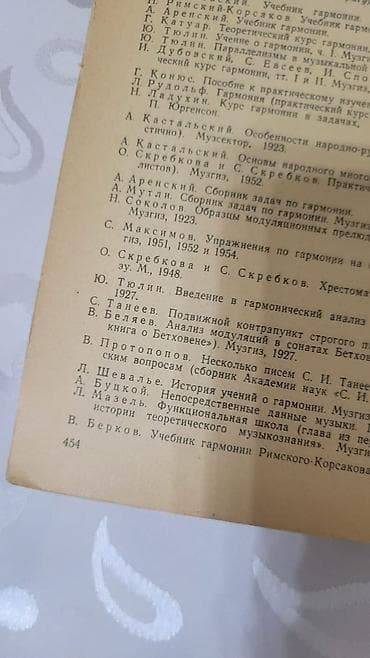 Учебник гармонии.
Н. Римский-Корсаков. Учебник гармо
А. Аренский. Учебник гармонии.
Г. Катуар. Теоретический курс гармонии,
Ю. Тюлин. Учение о гармонии, ч. I. Музгиз,
Ю. Тюлин. Параллелизмы в музыкальной
И. Дубовский, С. Евсеев, И. Спо
ческий курс гармонии, тт. I и II. Музгиз,
Г. Конюс. Пособие к практическому изучен
Л. Рудольф. Гармония (практический курс
Н. Ладухин. Курс гармонии в задачах,
П. Юргенсон.
А. Кастальский. Особенности народно-ру
стично). Музсектор, 1923.
А. Кастальский. Основы народного много
О. Скребкова и С. Скребков. Практич
листов). Музгиз, 1952.
А. Аренский. Сборник задач по гармонии.
А. Мутли. Сборник задач по гармонии. Музги
Н. Соколов. Образцы модуляционных прелюд
Музгиз, 1923.
С. Максимов. Упражнения по гармонии на ф
гиз, 1951, 1952 и 1954.
О. Скребкова и С. Скребков. Хрестома
зу. М., 1948.
Ю. Тюлин. Введение в гармонический анализ
1927.
С. Танеев. Подвижной контрапункт строгого пи
В. Беляев. Анализ модуляций в сонатах Бетхов
книга о Бетховене»). Музгиз, 1927.
В. Протопопов. Несколько писем С. И. Танее
ским вопросам (сборник Академии наук «С. И.
Л. Шевалье. История учений о гармонии. Музгиз
А. Буцкой. Непосредственные данные музыки.
Л. Мазель. Функциональная школа (глава из пе
истории теоретического музыкознания». Музги
В. Берков. Учебник гармонии Римского-Корсакова
454